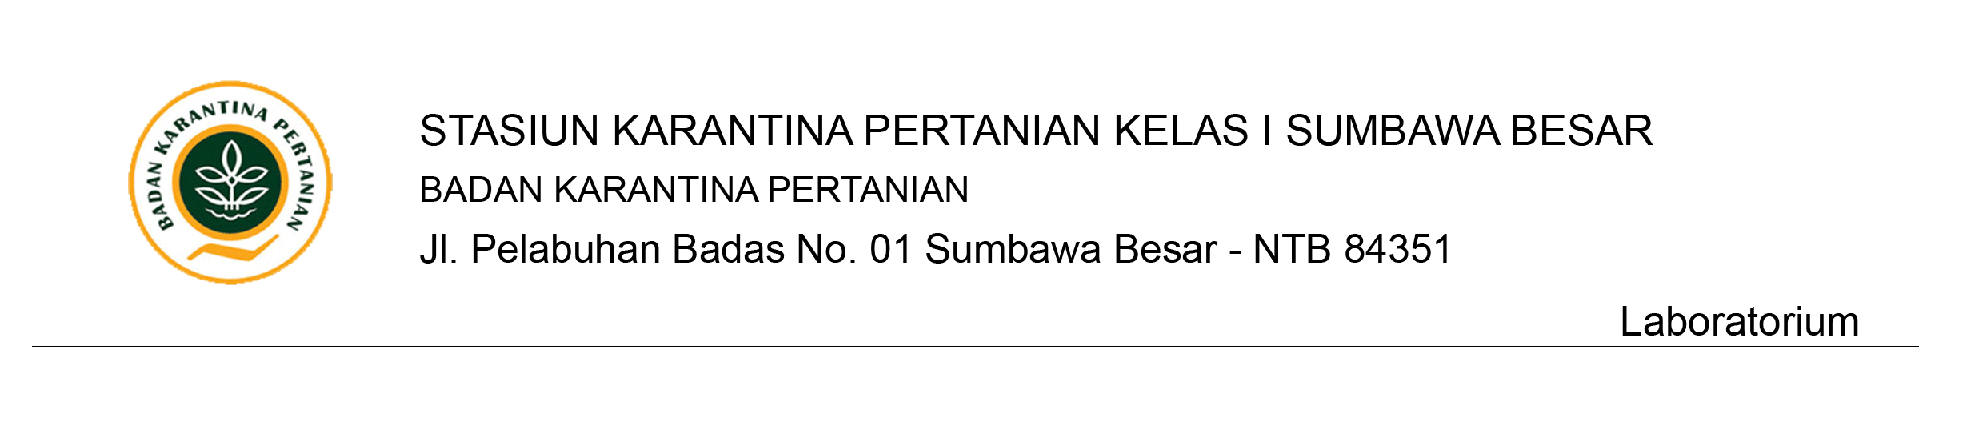 BADAN KARANTINA PERTANIAN
STASIUN KARANTINA PERTANIAN KELAS I SUMBAWA BESAR
BADAN KARANTINA PERTANIAN
Jl. Pelabuhan Badas No. 01 Sumbawa Besar - NTB 84351
Laboratorium